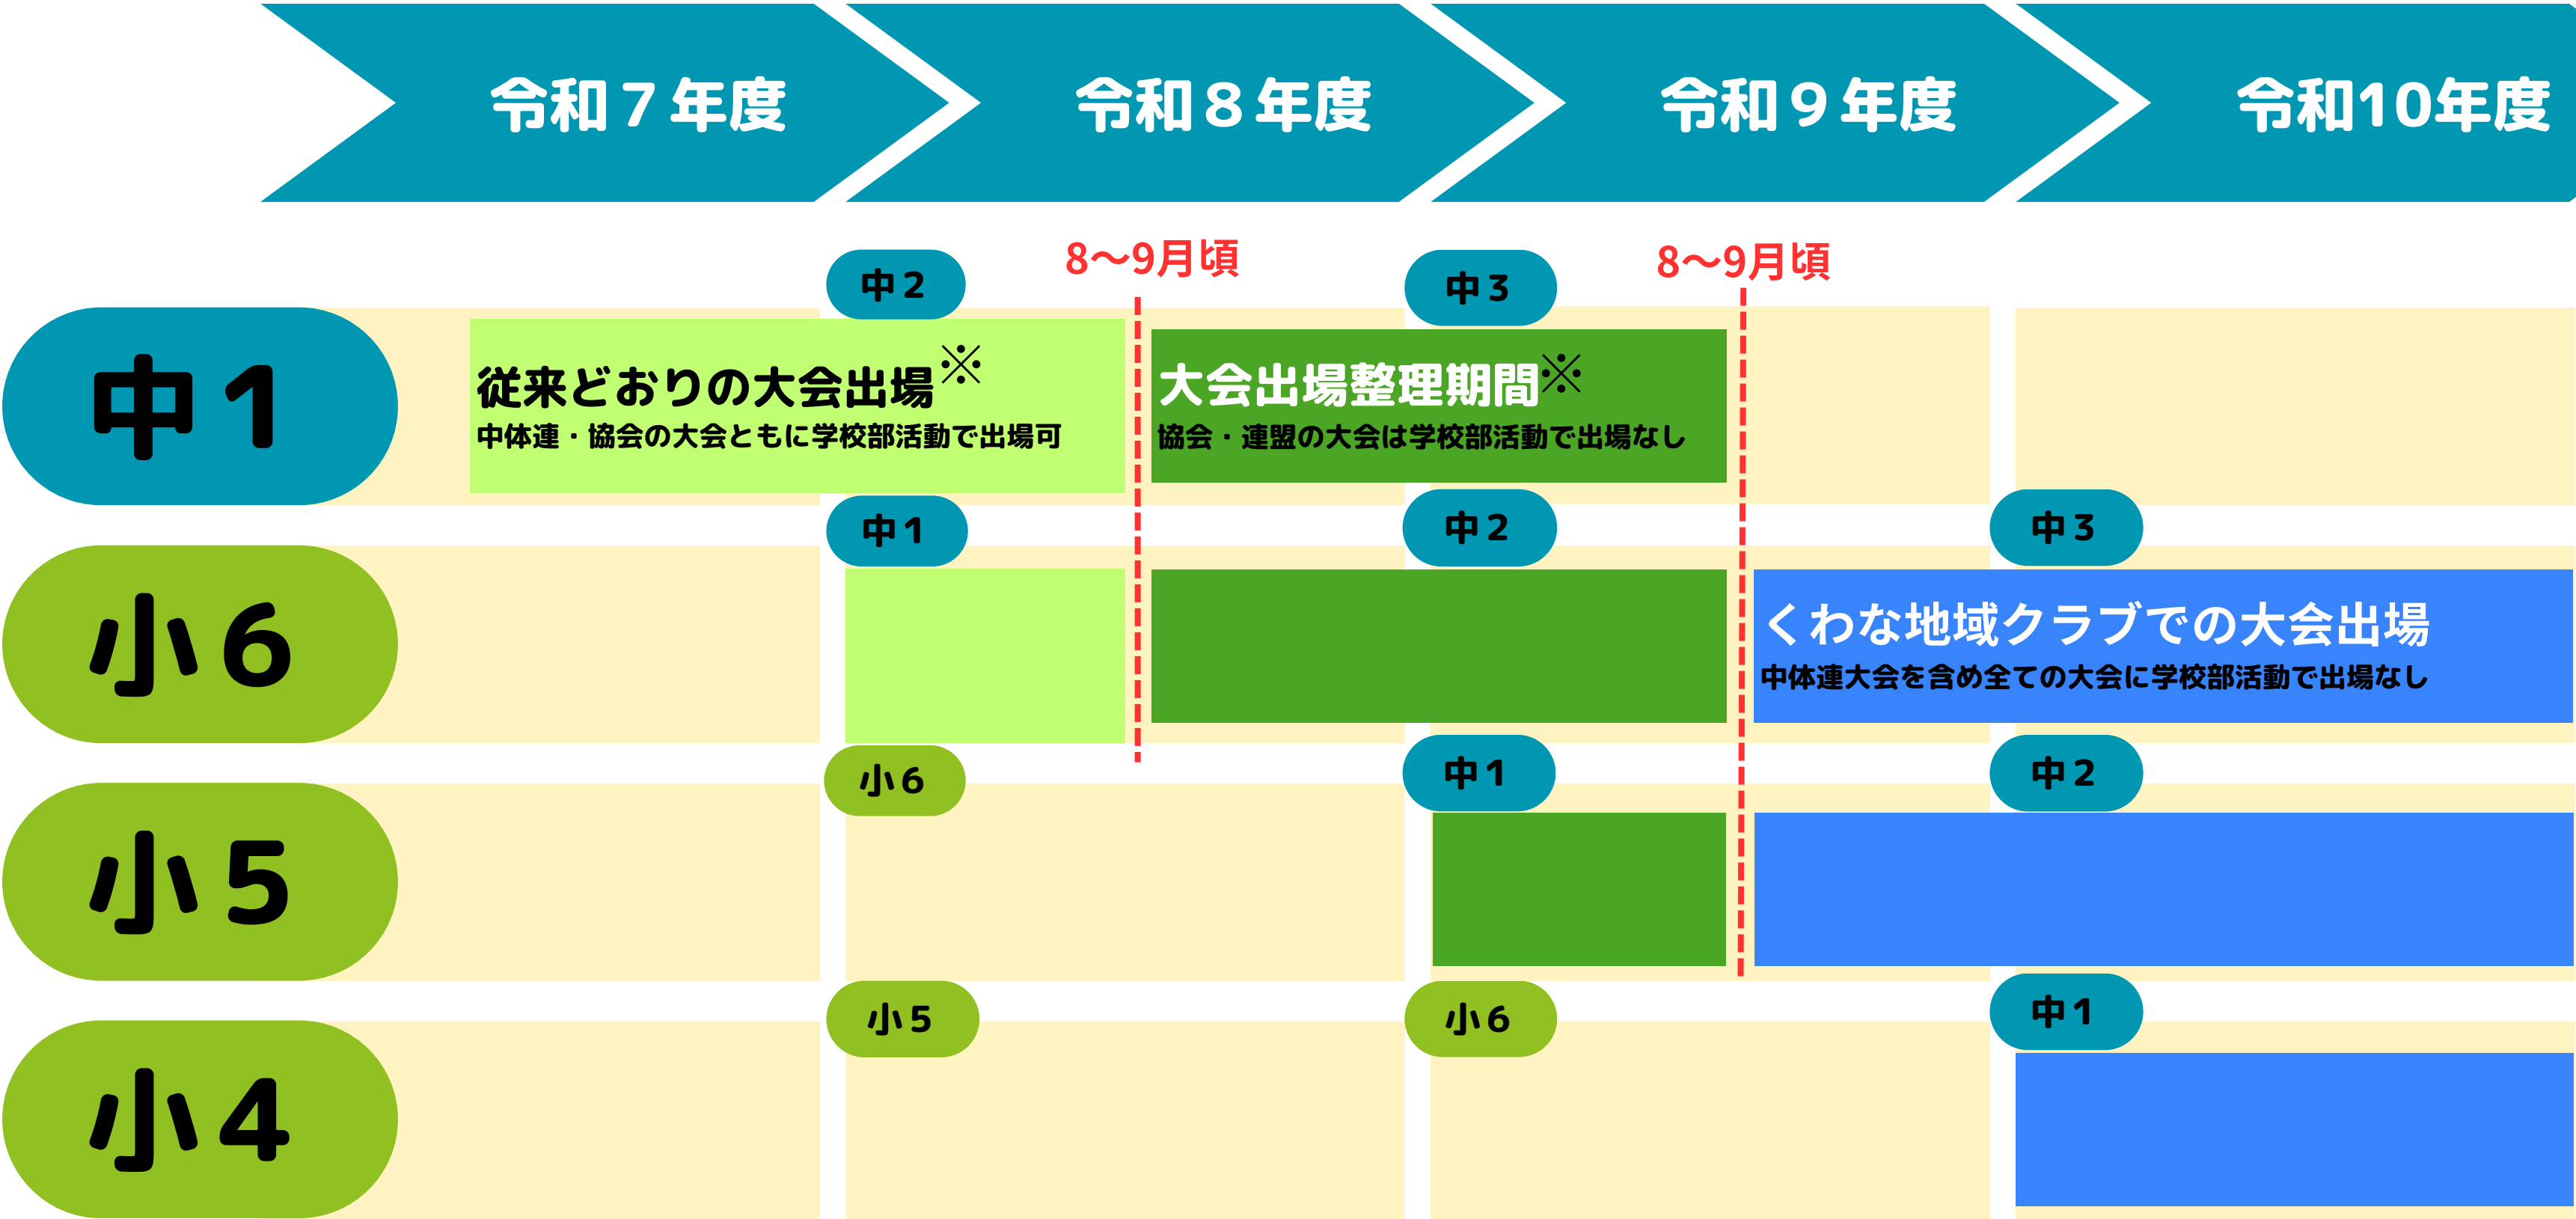 令和７年度
令和８年度
令和９年度
令和10年度
8〜9月頃
8〜9月頃
中２
中３
中１
従来どおりの大会出場※
中体連・協会の大会ともに学校部活動で出場可
大会出場整理期間※
協会・連盟の大会は学校部活動で出場なし
中１
中２
中３
小６
くわな地域クラブでの大会出場
中体連大会を含め全ての大会に学校部活動で出場なし
小６
中１
中２
小５
小５
小６
中１
小４